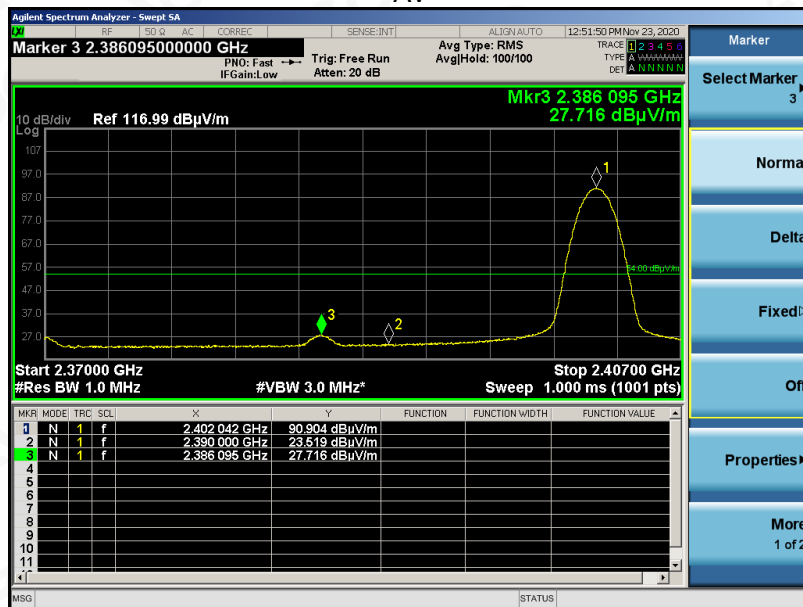 Agilent Spectrum Analyzer - Swept SA
RF 50 Ω AC CORREC SENSE:INT ALIGN AUTO 12:51:50 PM Nov 23, 2020
Marker 3 2.386095000000 GHz
PNO: Fast
IFGain:Low
Trig: Free Run
Atten: 20 dB
Avg Type: RMS
Avg|Hold: 100/100
TRACE 1 2 3 4 5 6
TYPE A WWWWW
DET A N N N N N
Mkr3 2.386 095 GHz
27.716 dBµV/m
10 dB/div Ref 116.99 dBµV/m
Log
107
97.0
87.0
77.0
67.0
57.0
47.0
37.0
27.0
1
54.00 dBµV/m
3
2
Start 2.37000 GHz Stop 2.40700 GHz
#Res BW 1.0 MHz #VBW 3.0 MHz* Sweep 1.000 ms (1001 pts)
MKR MODE TRC SCL X Y FUNCTION FUNCTION WIDTH FUNCTION VALUE
1 N 1 f 2.402 042 GHz 90.904 dBµV/m
2 N 1 f 2.390 000 GHz 23.519 dBµV/m
3 N 1 f 2.386 095 GHz 27.716 dBµV/m
4
5
6
7
8
9
10
11
MSG STATUS
Marker
Select Marker
3
Norma
Delta
Fixed
Of
Properties
More
1 of 2